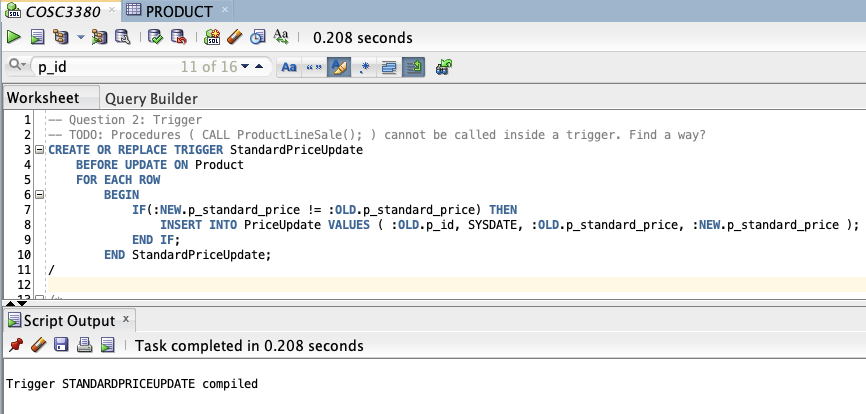 COSC3380 × PRODUCT ×
SQL
0.208 seconds
p_id 11 of 16 Aa “” .*
Worksheet Query Builder
1 -- Question 2: Trigger
2 -- TODO: Procedures ( CALL ProductLineSale(); ) cannot be called inside a trigger. Find a way?
3 CREATE OR REPLACE TRIGGER StandardPriceUpdate
4 BEFORE UPDATE ON Product
5 FOR EACH ROW
6 BEGIN
7 IF(:NEW.p_standard_price != :OLD.p_standard_price) THEN
8 INSERT INTO PriceUpdate VALUES ( :OLD.p_id, SYSDATE, :OLD.p_standard_price, :NEW.p_standard_price );
9 END IF;
10 END StandardPriceUpdate;
11 /
12
13 /*
Script Output ×
Task completed in 0.208 seconds
Trigger STANDARDPRICEUPDATE compiled